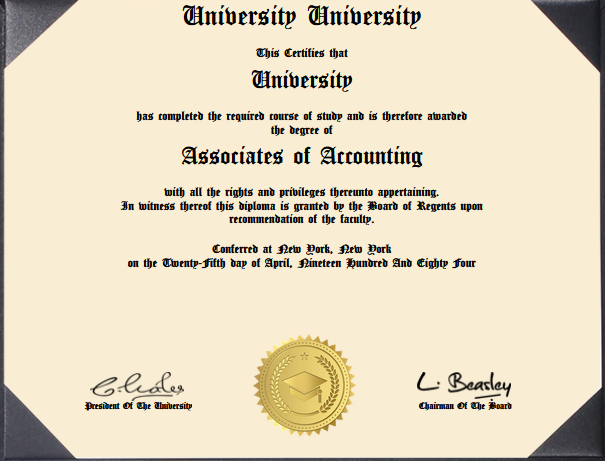 University University
This Certifies that
University
has completed the required course of study and is therefore awarded
the degree of
Associates of Accounting
with all the rights and privileges thereunto appertaining.
In witness thereof this diploma is granted by the Board of Regents upon
recommendation of the faculty.
Conferred at New York, New York
on the Twenty-Fifth day of April, Nineteen Hundred And Eighty Four
L. Beasley
President Of The University
Chairman Of The Board